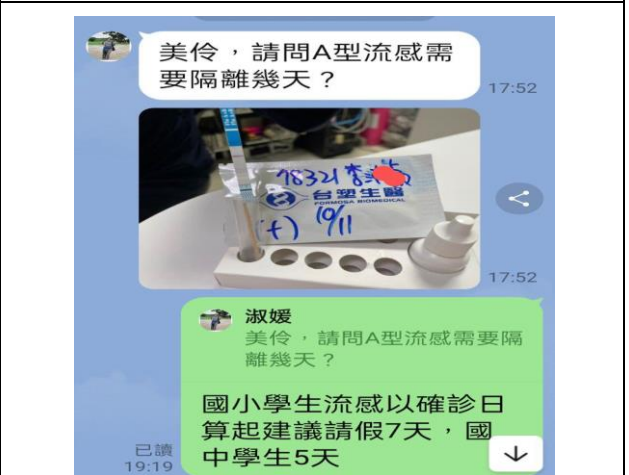 美伶，請問A型流感需
要隔離幾天？
17:52
78321 李
台塑生醫
FORMOSA BIOMEDICAL
(+) 10/11
17:52
淑媛
美伶，請問A型流感需要隔
離幾天？
國小學生流感以確診日
算起建議請假7天，國
中學生5天
已讀
19:19